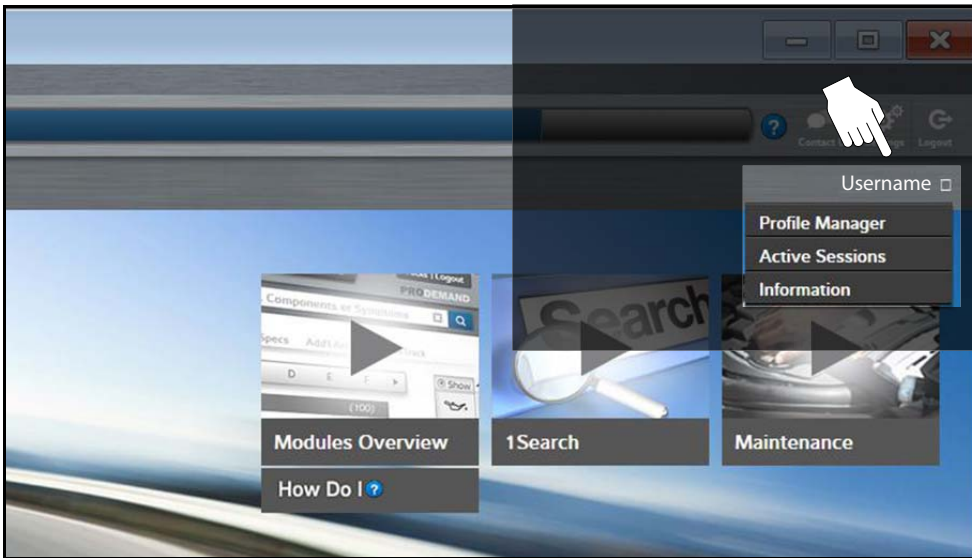 Contact
Logout
Username
Profile Manager
Active Sessions
Information
Logout
PRODEMAND
Components or Symptoms
Specs Add'l
D E F
Show
(100)
Search
Modules Overview
1Search
Maintenance
How Do I